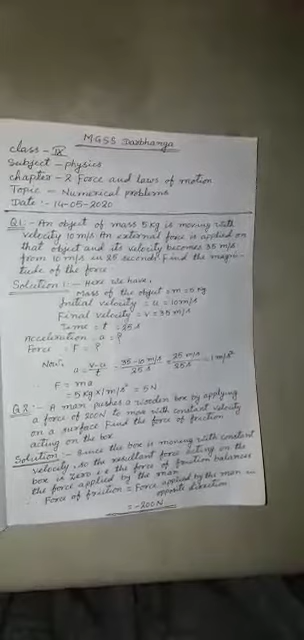 MGSS Darbhanga
class - IX
Subject - physics
chapter - 2 Force and laws of motion
Topic - Numerical problems
Date :- 14-05-2020
Q1:- An object of mass 5 kg is moving with
velocity 10 m/s. An external force is applied on
that object and its velocity becomes 35 m/s
from 10 m/s in 25 seconds. Find the magni-
tude of the force.
Solution:- Here we have,
Mass of the object = m = 5 kg
Initial velocity = u = 10 m/s
Final velocity = v = 35 m/s
Time = t = 25 s
Acceleration, a = ?
Force F = ?
Now, a = v-u/t = 35-10 m/s / 25 s = 25 m/s / 25 s = 1 m/s²
F = ma
= 5 kg × 1 m/s² = 5 N
Q2:- A man pushes a wooden box by applying
a force of 200N to move with constant velocity
on a surface. Find the force of friction
acting on the box.
Solution:- Since the box is moving with constant
velocity, so the resultant force acting on the
box is zero i.e the force of friction balances
the force applied by the man.
Force of friction = Force applied by the man in
opposite direction.
= -200 N